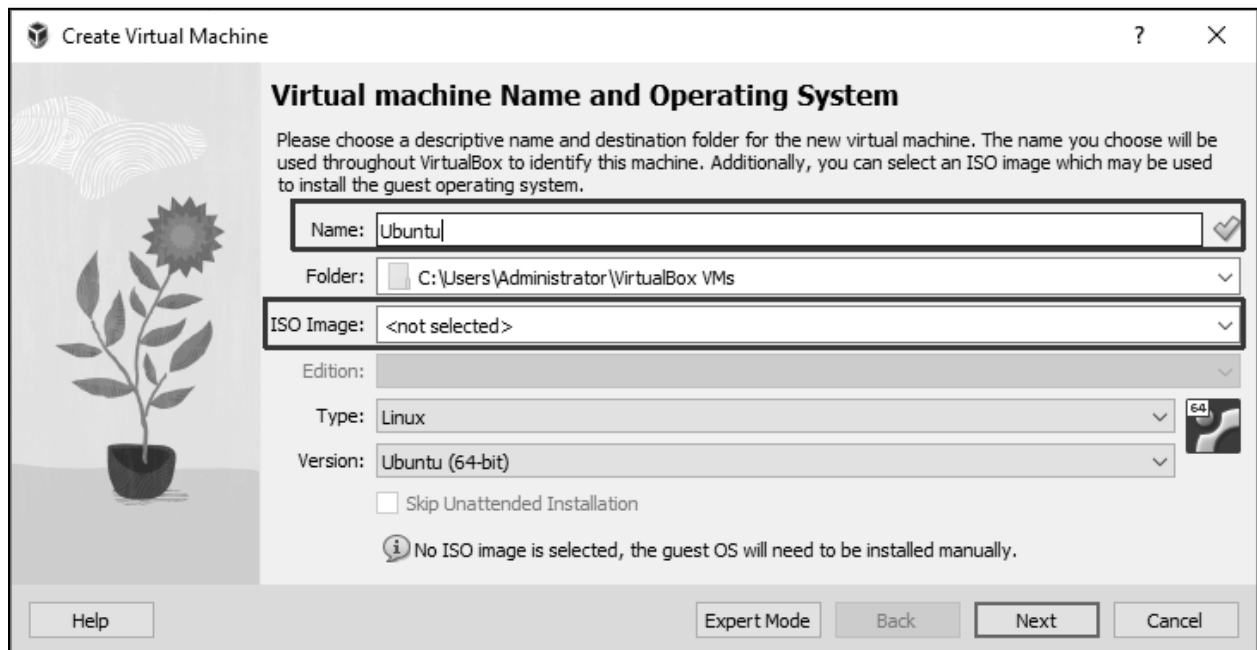 Create Virtual Machine ? ×
Virtual machine Name and Operating System
Please choose a descriptive name and destination folder for the new virtual machine. The name you choose will be
used throughout VirtualBox to identify this machine. Additionally, you can select an ISO image which may be used
to install the guest operating system.
Name: Ubuntu
Folder: C:\Users\Administrator\VirtualBox VMs
ISO Image: <not selected>
Edition:
Type: Linux
64
Version: Ubuntu (64-bit)
Skip Unattended Installation
No ISO image is selected, the guest OS will need to be installed manually.
Help Expert Mode Back Next Cancel